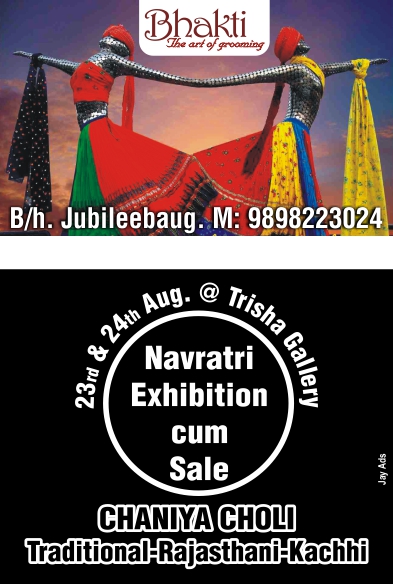 Bhakti
The art of grooming
B/h. Jubileebaug. M: 9898223024
23rd & 24th Aug. @ Trisha Gallery
Navratri
Exhibition
cum
Sale
Jay Ads
CHANIYA CHOLI
Traditional-Rajasthani-Kachhi